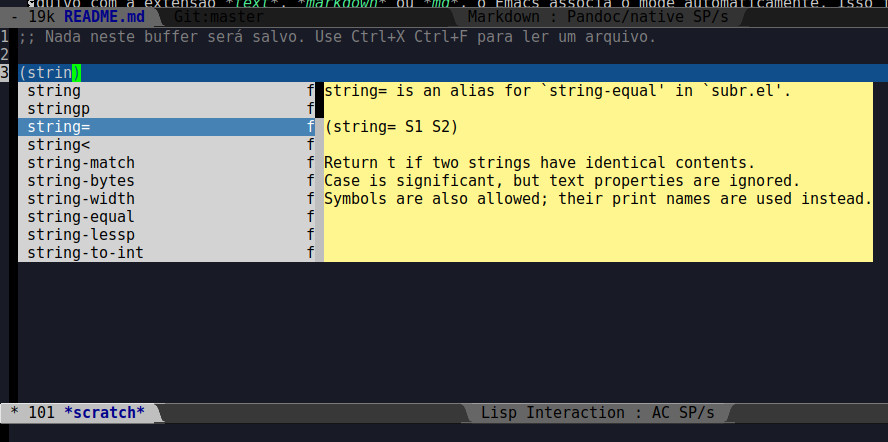 quivo com a extensão *text*, *markdown* ou *md*, o Emacs associa o mode automaticamente. Isso
- 19k README.md Git:master Markdown : Pandoc/native SP/s
1 ;; Nada neste buffer será salvo. Use Ctrl+X Ctrl+F para ler um arquivo.
2
3 (strin)
string f string= is an alias for `string-equal' in `subr.el'.
stringp f
string= f (string= S1 S2)
string< f
string-match f Return t if two strings have identical contents.
string-bytes f Case is significant, but text properties are ignored.
string-width f Symbols are also allowed; their print names are used instead.
string-equal f
string-lessp f
string-to-int f
* 101 *scratch* Lisp Interaction : AC SP/s